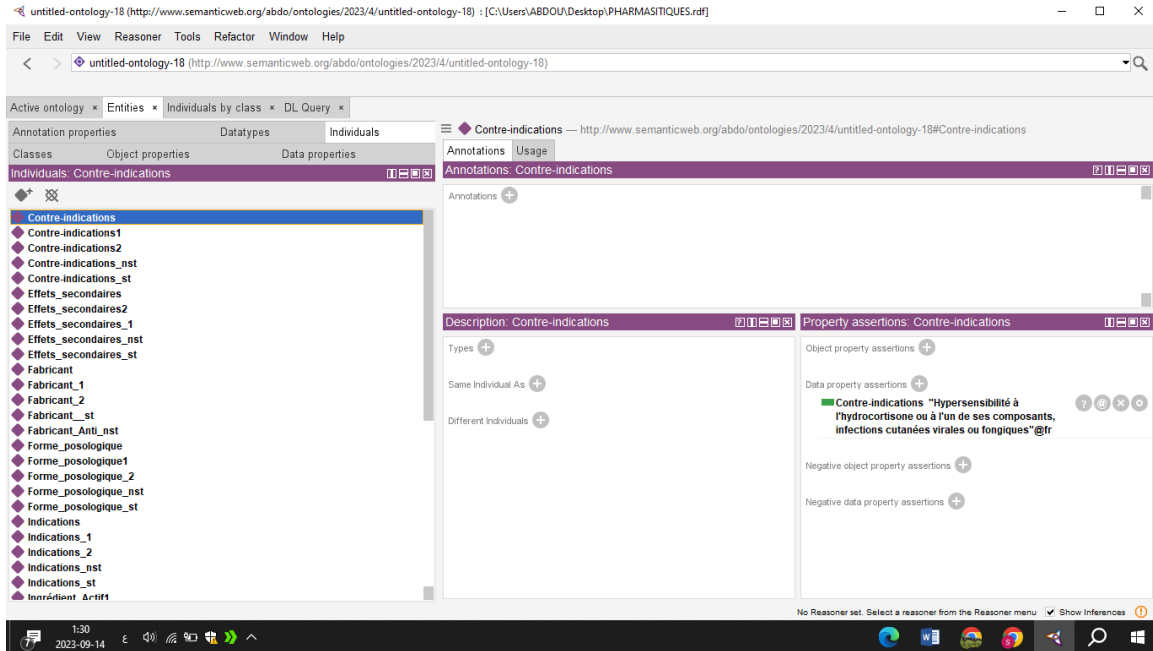 untitled-ontology-18 (http://www.semanticweb.org/abdo/ontologies/2023/4/untitled-ontology-18) : [C:\Users\ABDOU\Desktop\PHARMASITIQUES.rdf]
File Edit View Reasoner Tools Refactor Window Help
untitled-ontology-18 (http://www.semanticweb.org/abdo/ontologies/2023/4/untitled-ontology-18)
Active ontology × Entities × Individuals by class × DL Query ×
Annotation properties Datatypes Individuals
Classes Object properties Data properties
Individuals: Contre-indications
Contre-indications
Contre-indications1
Contre-indications2
Contre-indications_nst
Contre-indications_st
Effets_secondaires
Effets_secondaires2
Effets_secondaires_1
Effets_secondaires_nst
Effets_secondaires_st
Fabricant
Fabricant_1
Fabricant_2
Fabricant__st
Fabricant_Anti_nst
Forme_posologique
Forme_posologique1
Forme_posologique_2
Forme_posologique_nst
Forme_posologique_st
Indications
Indications_1
Indications_2
Indications_nst
Indications_st
Ingrédient_Actif1
Contre-indications — http://www.semanticweb.org/abdo/ontologies/2023/4/untitled-ontology-18#Contre-indications
Annotations Usage
Annotations: Contre-indications
Annotations
Description: Contre-indications
Types
Same Individual As
Different Individuals
Property assertions: Contre-indications
Object property assertions
Data property assertions
Contre-indications "Hypersensibilité à
l'hydrocortisone ou à l'un de ses composants,
infections cutanées virales ou fongiques"@fr
Negative object property assertions
Negative data property assertions
No Reasoner set. Select a reasoner from the Reasoner menu Show Inferences
1:30
2023-09-14
ع
7